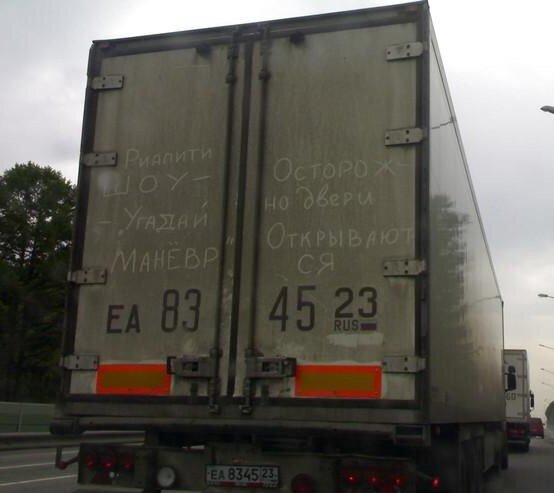 Риалити
ШОУ -
- "Угадай
МАНЁВР"
Осторож-
но двери
Открывают
ся
ЕА 83
45 23
RUS
ЕА 8345 23